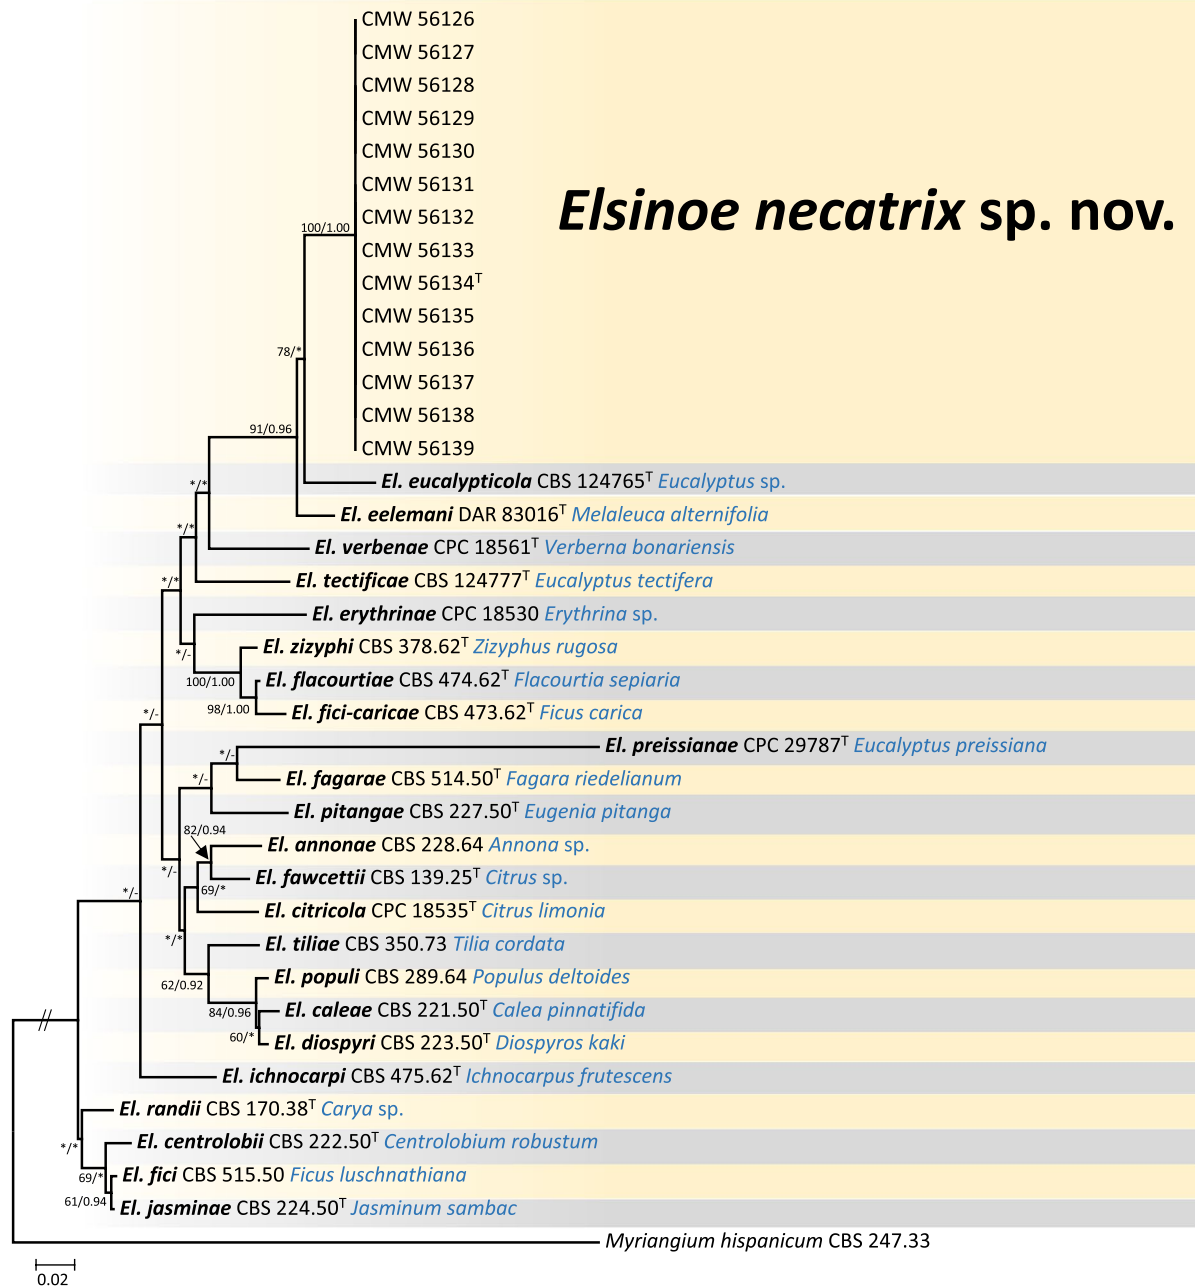 CMW 56126
CMW 56127
CMW 56128
CMW 56129
CMW 56130
CMW 56131
CMW 56132
Elsinoe necatrix sp. nov.
100/1.00
CMW 56133
CMW 56134T
CMW 56135
CMW 56136
78/*
CMW 56137
CMW 56138
91/0.96
CMW 56139
El. eucalypticola CBS 124765T Eucalyptus sp.
*/*
El. eelemani DAR 83016T Melaleuca alternifolia
*/*
El. verbenae CPC 18561T Verberna bonariensis
*/*
El. tectificae CBS 124777T Eucalyptus tectifera
El. erythrinae CPC 18530 Erythrina sp.
*/-
El. zizyphi CBS 378.62T Zizyphus rugosa
100/1.00
El. flacourtiae CBS 474.62T Flacourtia sepiaria
98/1.00
El. fici-caricae CBS 473.62T Ficus carica
*/-
El. preissianae CPC 29787T Eucalyptus preissiana
*/-
*/-
El. fagarae CBS 514.50T Fagara riedelianum
El. pitangae CBS 227.50T Eugenia pitanga
82/0.94
El. annonae CBS 228.64 Annona sp.
*/-
El. fawcettii CBS 139.25T Citrus sp.
*/-
69/*
El. citricola CPC 18535T Citrus limonia
*/*
El. tiliae CBS 350.73 Tilia cordata
El. populi CBS 289.64 Populus deltoides
62/0.92
El. caleae CBS 221.50T Calea pinnatifida
84/0.96
//
60/*
El. diospyri CBS 223.50T Diospyros kaki
El. ichnocarpi CBS 475.62T Ichnocarpus frutescens
El. randii CBS 170.38T Carya sp.
*/*
El. centrolobii CBS 222.50T Centrolobium robustum
69/*
El. fici CBS 515.50 Ficus luschnathiana
61/0.94
El. jasminae CBS 224.50T Jasminum sambac
Myriangium hispanicum CBS 247.33
0.02